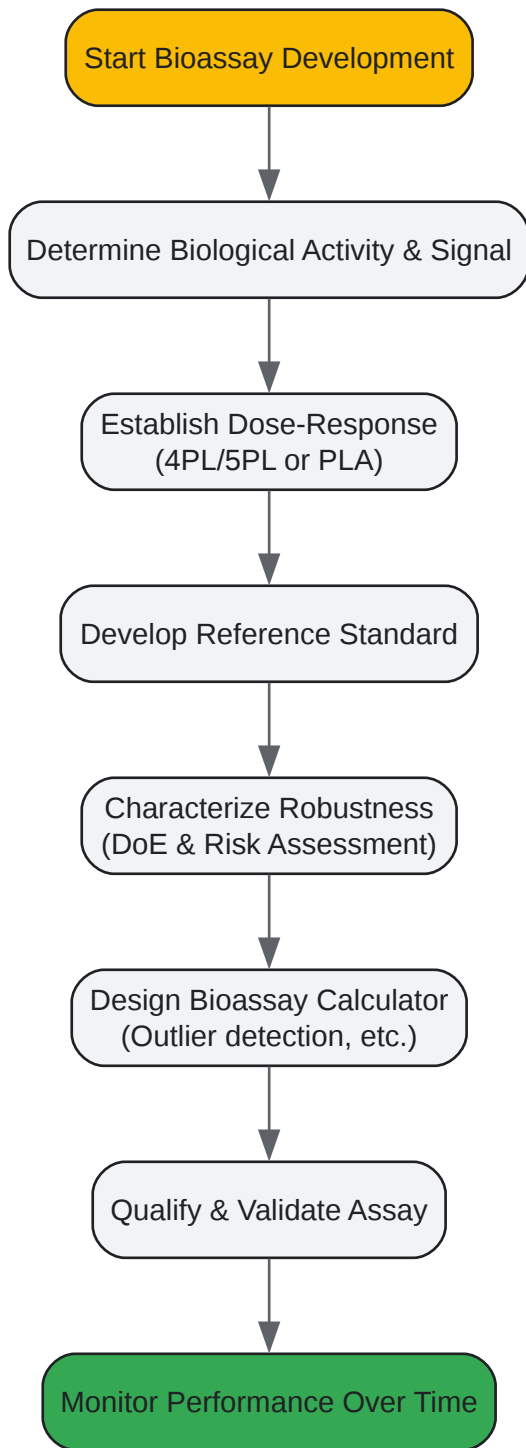 Start Bioassay Development
Determine Biological Activity & Signal
Establish Dose-Response
(4PL/5PL or PLA)
Develop Reference Standard
Characterize Robustness
(DoE & Risk Assessment)
Design Bioassay Calculator
(Outlier detection, etc.)
Qualify & Validate Assay
Monitor Performance Over Time